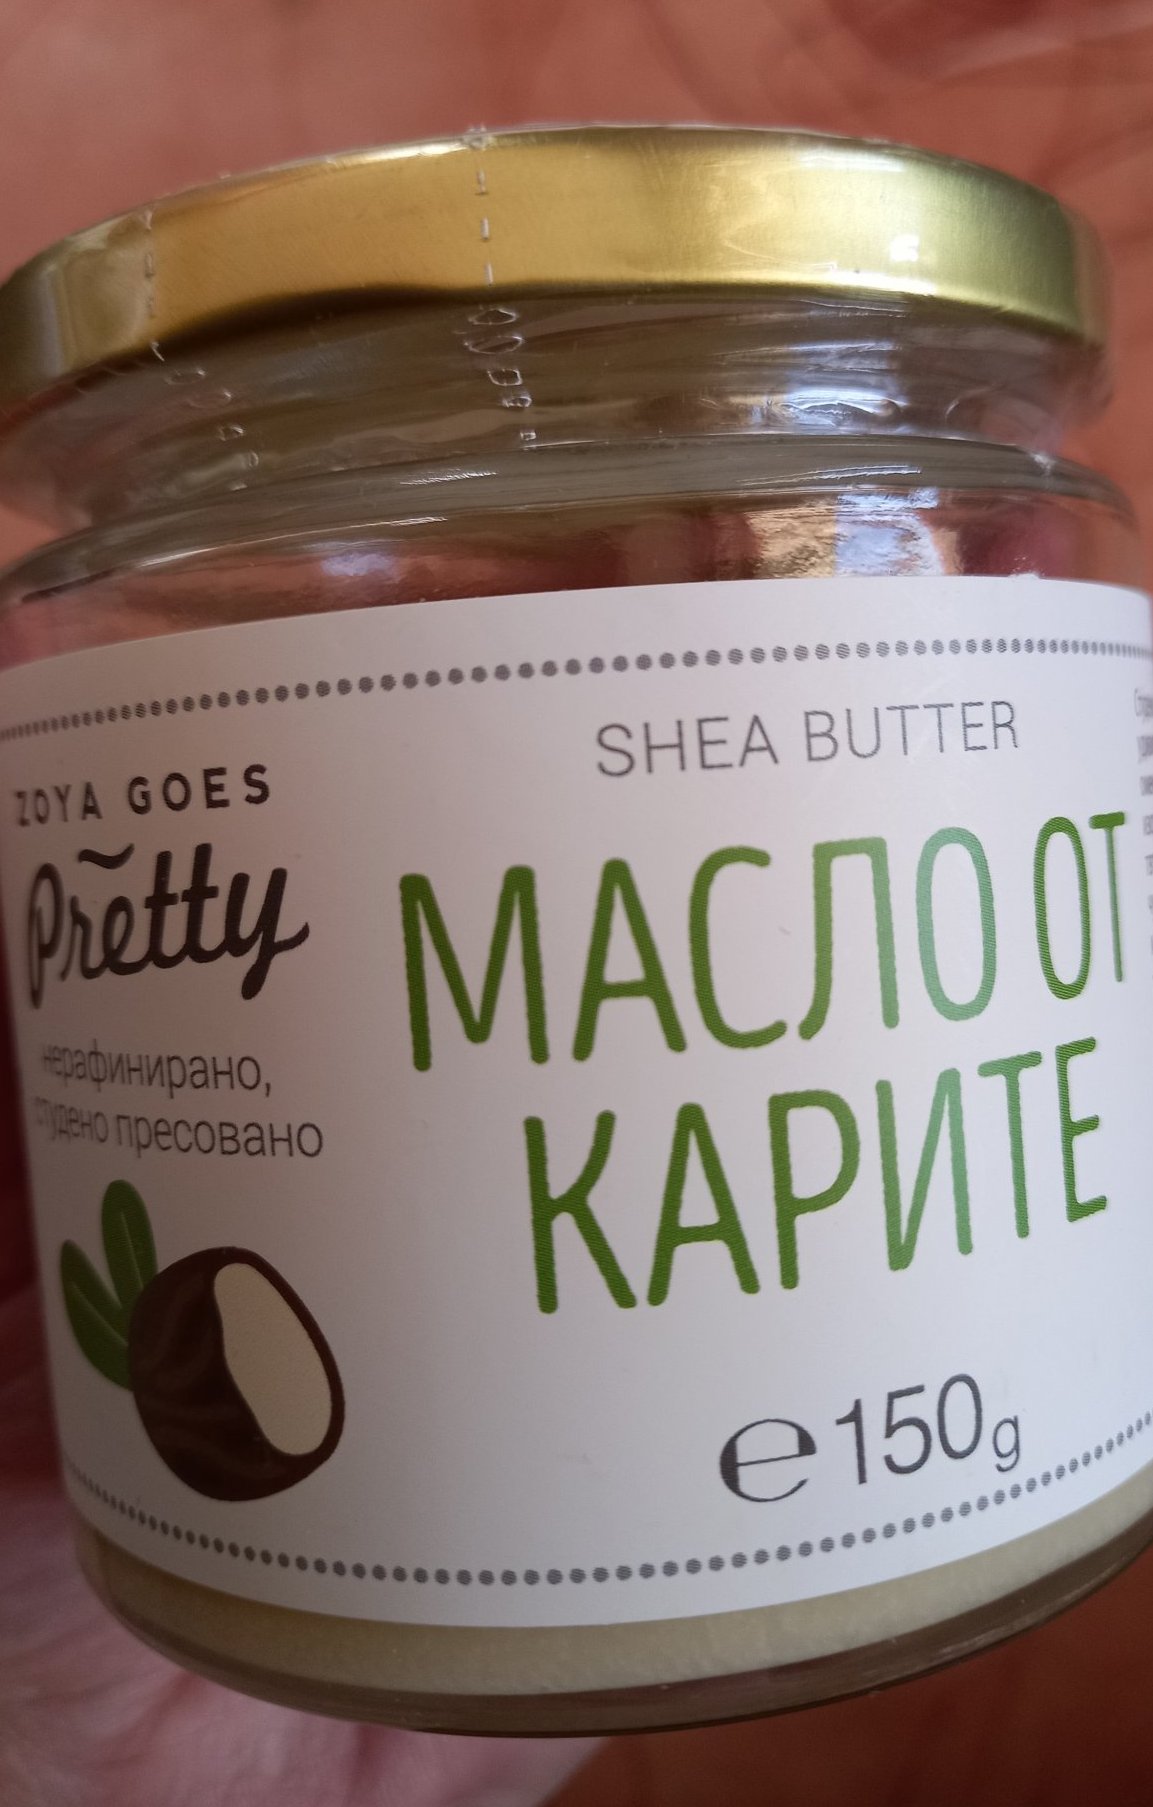 ZOYA GOES
Pretty
нерафинирано,
студено пресовано
SHEA BUTTER
МАСЛО ОТ
КАРИТЕ
℮150g